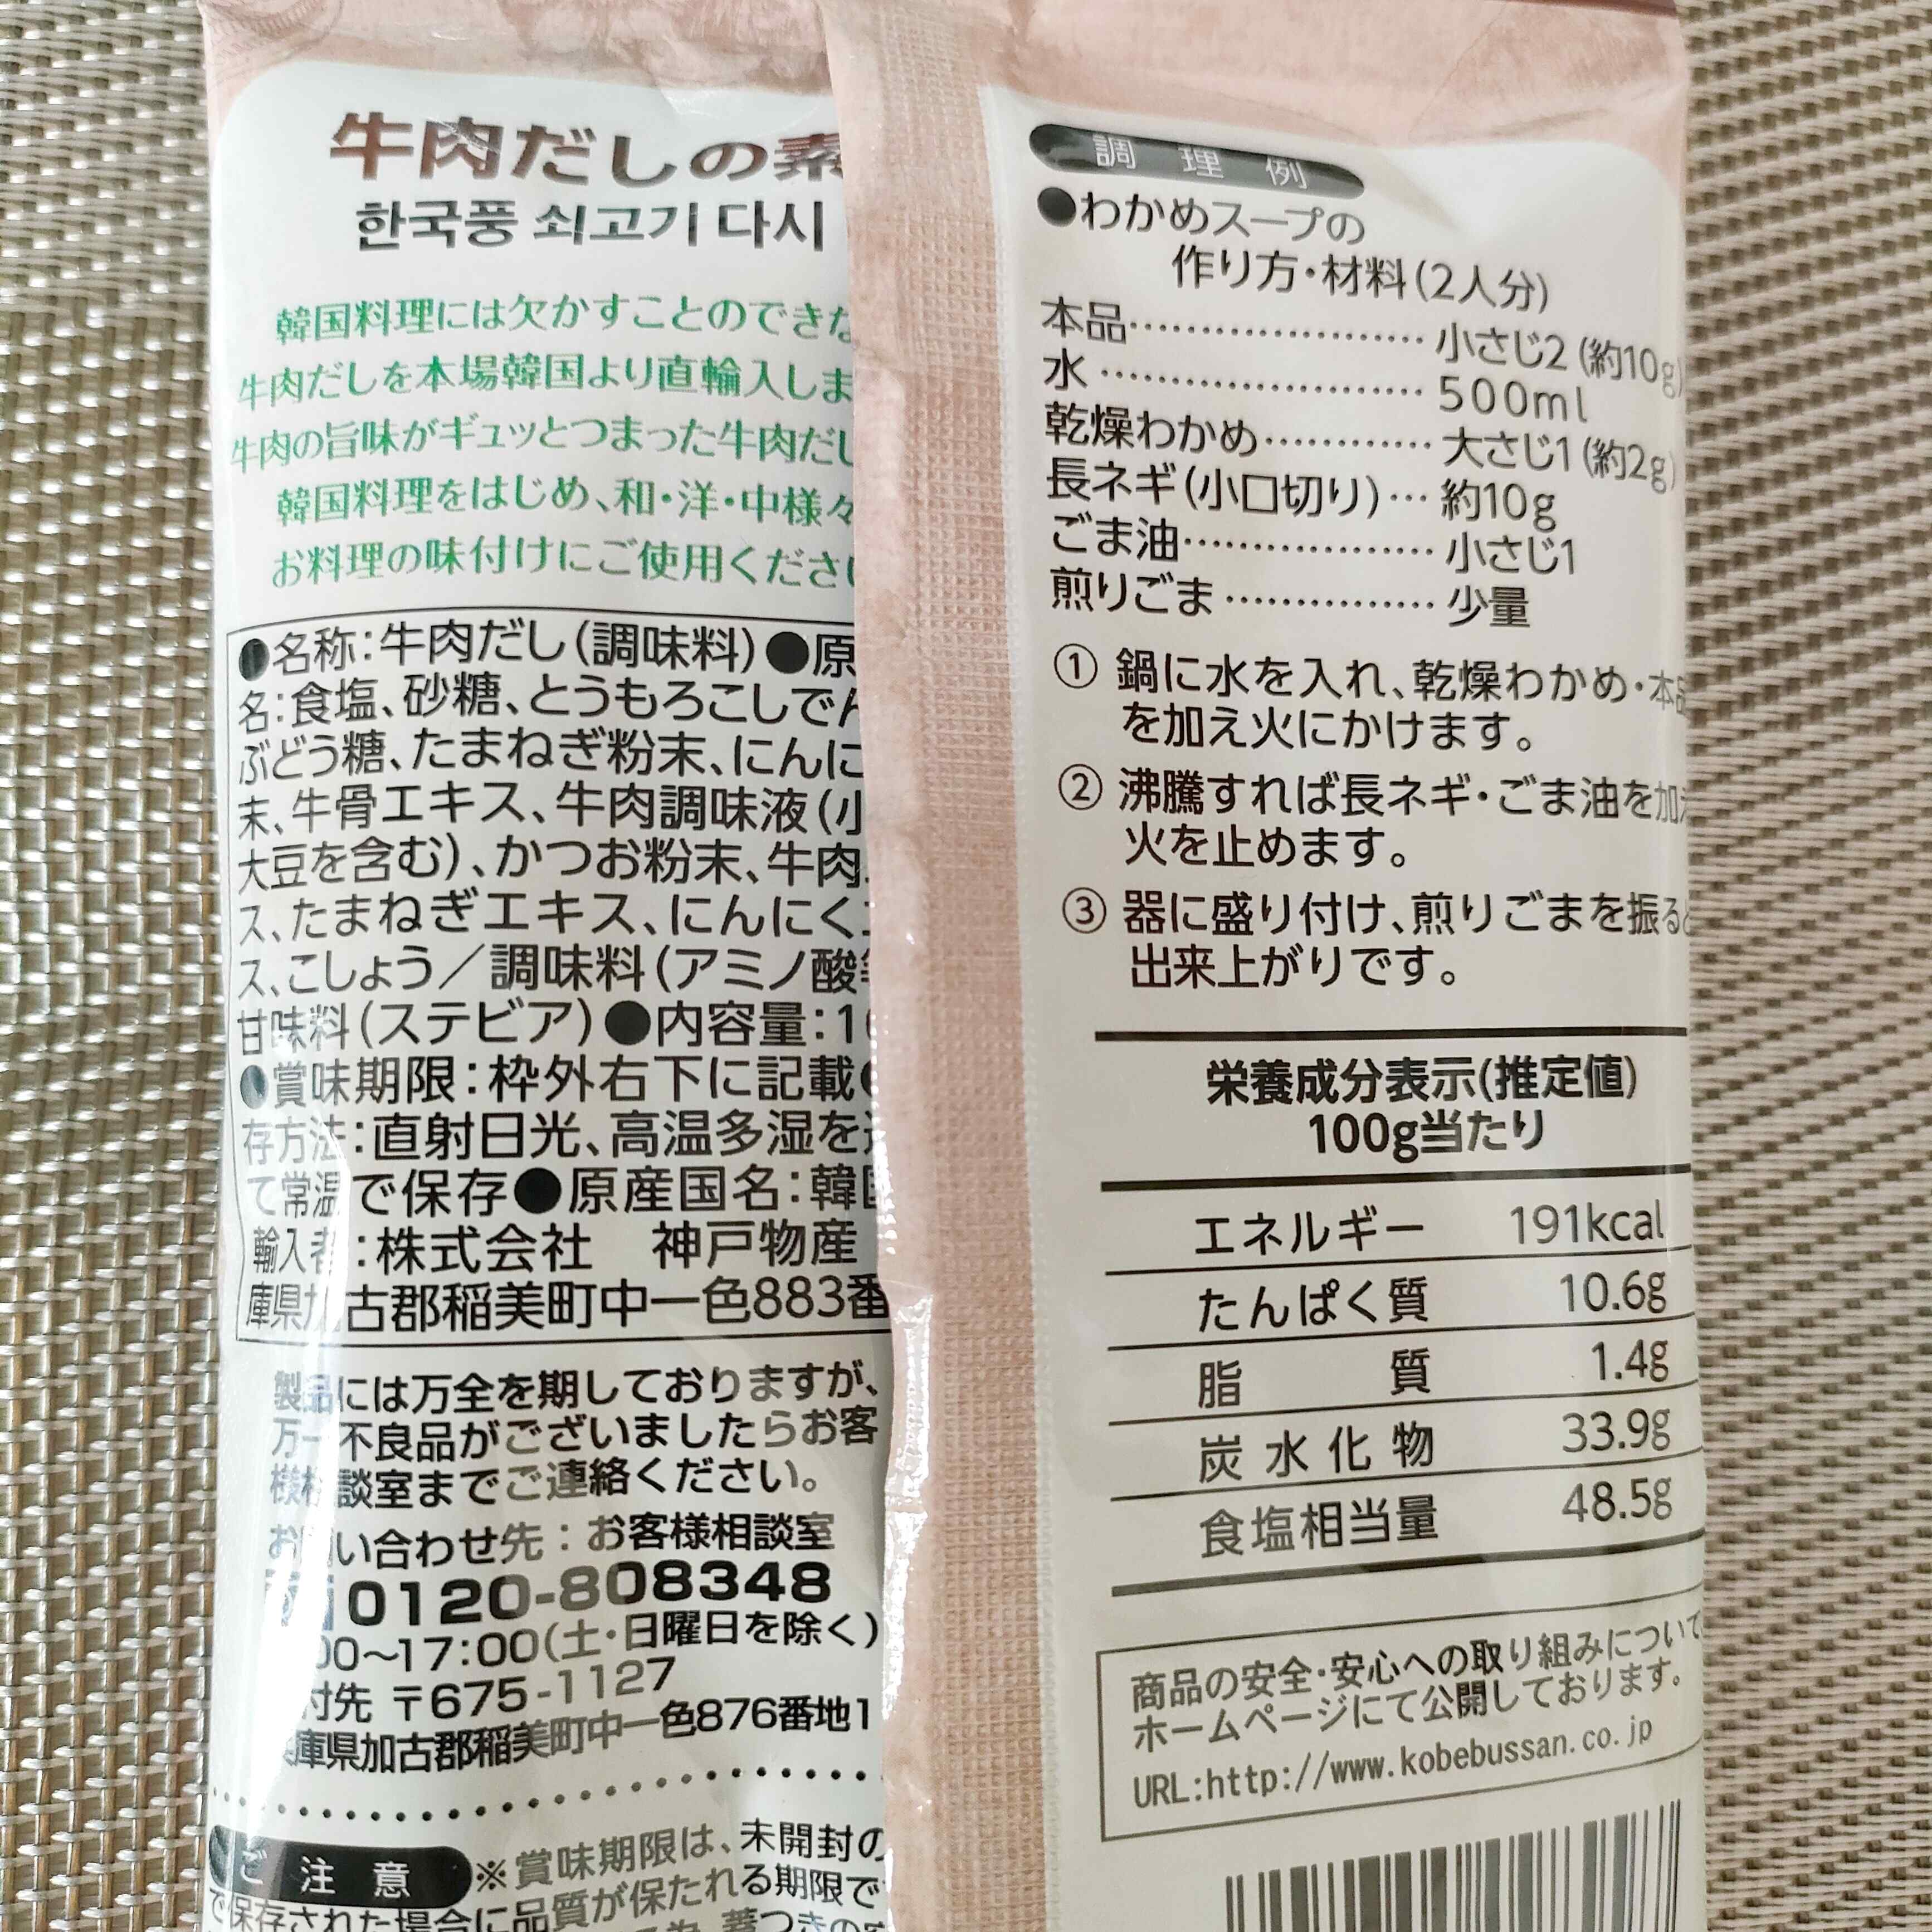 牛肉だしの素
한국풍 쇠고기 다시
韓国料理には欠かすことのできな
牛肉だしを本場韓国より直輸入しま
牛肉の旨味がギュッとつまった牛肉だし
韓国料理をはじめ、和・洋・中様々
お料理の味付けにご使用くださ
●名称:牛肉だし(調味料)●原
名:食塩、砂糖、とうもろこしでん
ぶどう糖、たまねぎ粉末、にんに
末、牛骨エキス、牛肉調味液(小
大豆を含む)、かつお粉末、牛肉
ス、たまねぎエキス、にんにく
ス、こしょう/調味料(アミノ酸
甘味料(ステビア)●内容量:1
●賞味期限:枠外右下に記載
存方法:直射日光、高温多湿を
て常温で保存●原産国名:韓
輸入者:株式会社 神戸物産
庫県加古郡稲美町中一色883番
製品には万全を期しておりますが、
万一不良品がございましたらお客
様相談室までご連絡ください。
お問い合わせ先:お客様相談室
0120-808348
00〜17:00(土・日曜日を除く)
付先 〒675-1127
庫県加古郡稲美町中一色876番地1
ご注意 ※賞味期限は、未開封の
で保存された場合に品質が保たれる期限で
調理例
●わかめスープの
作り方・材料(2人分)
本品……………………小さじ2(約10g)
水………………………500ml
乾燥わかめ…………大さじ1(約2g)
長ネギ(小口切り)…約10g
ごま油…………………小さじ1
煎りごま………………少量
① 鍋に水を入れ、乾燥わかめ・本品
を加え火にかけます。
② 沸騰すれば長ネギ・ごま油を加え
火を止めます。
③ 器に盛り付け、煎りごまを振ると
出来上がりです。
栄養成分表示(推定値)
100g当たり
エネルギー 191kcal
たんぱく質 10.6g
脂質 1.4g
炭水化物 33.9g
食塩相当量 48.5g
商品の安全・安心への取り組みについて
ホームページにて公開しております。
URL:http://www.kobebussan.co.jp